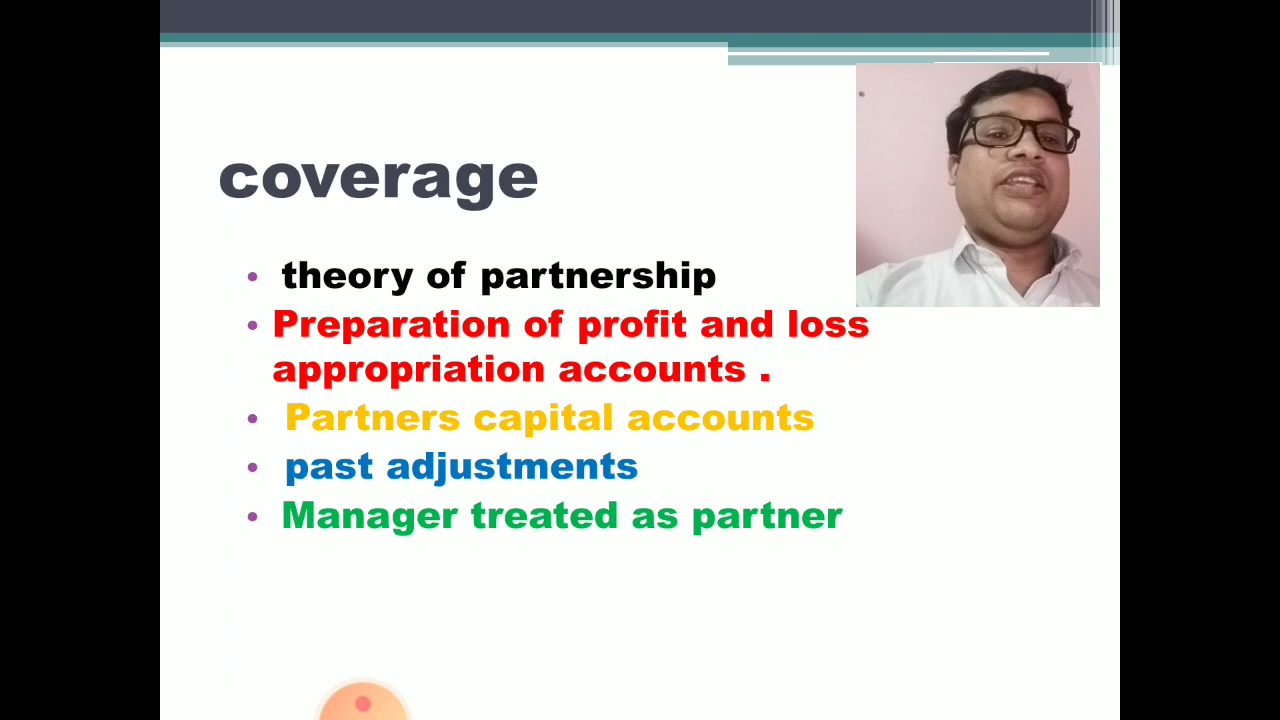 coverage
theory of partnership
Preparation of profit and loss
appropriation accounts .
Partners capital accounts
past adjustments
Manager treated as partner